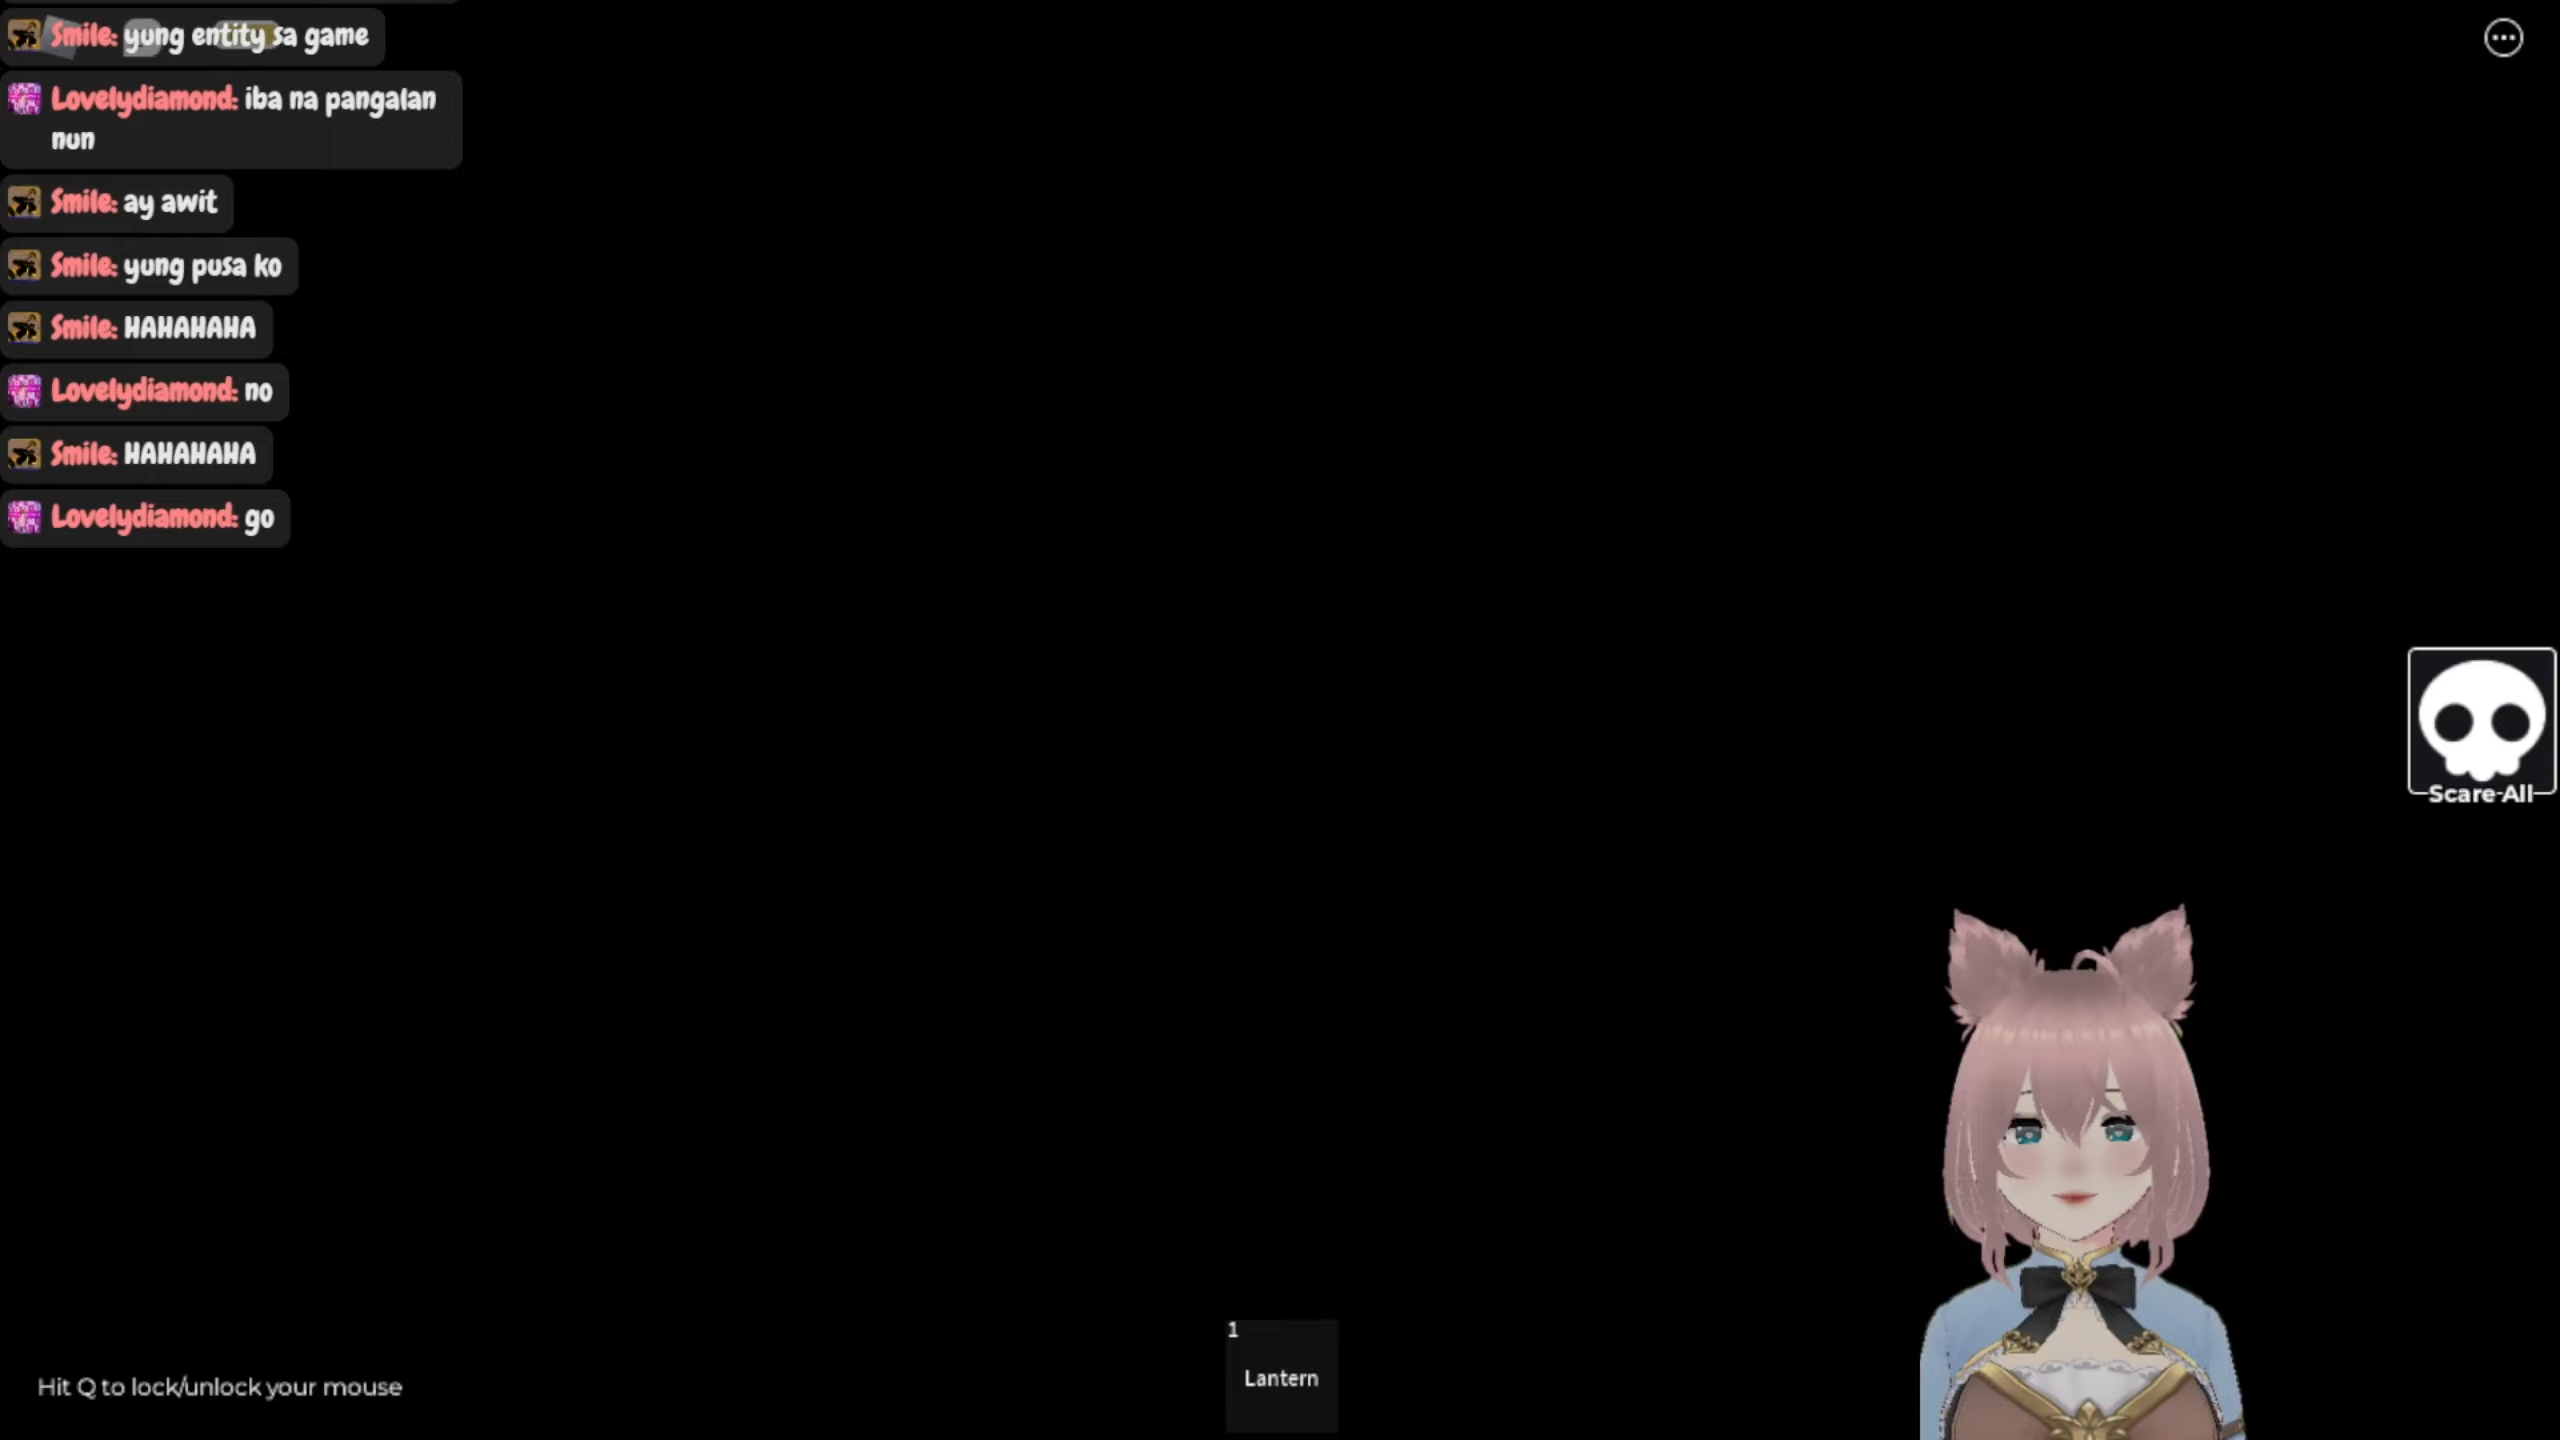 Smile: yung entity sa game
Lovelydiamond: iba na pangalan
nun
Smile: ay awit
Smile: yung pusa ko
Smile: HAHAHAHA
Lovelydiamond: no
Smile: HAHAHAHA
Lovelydiamond: go
Scare All
1
Lantern
Hit Q to lock/unlock your mouse